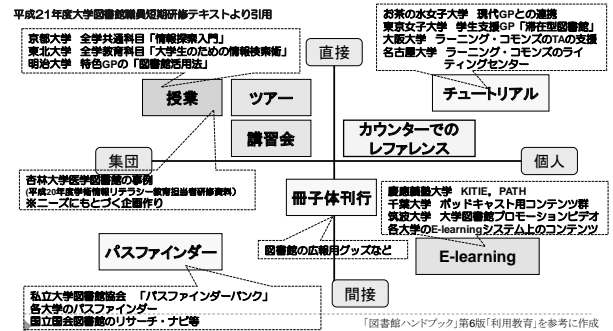 平成21年度大学図書館職員短期研修テキストより引用
京都大学 全学共通科目「情報探索入門」
東北大学 全学教育科目「大学生のための情報検索術」
明治大学 特色GPの「図書館活用法」
お茶の水女子大学 現代GPとの連携
東京女子大学 学生支援GP「滞在型図書館」
大阪大学 ラーニング・コモンズのTAの支援
名古屋大学 ラーニング・コモンズのライ
ティングセンター
直接
授業
ツアー
チュートリアル
講習会
カウンターでの
レファレンス
集団
個人
杏林大学医学図書館の事例
(平成20年度学術情報リテラシー教育担当者研修資料)
※ニーズにもとづく企画作り
冊子体刊行
慶應義塾大学 KITIE，PATH
千葉大学 ポッドキャスト用コンテンツ群
筑波大学 大学図書館プロモーションビデオ
各大学のE-learningシステム上のコンテンツ
パスファインダー
図書館の広報用グッズなど
E-learning
私立大学図書館協会 「パスファインダーバンク」
各大学のパスファインダー
国立国会図書館のリサーチ・ナビ等
間接
「図書館ハンドブック」第6版「利用教育」を参考に作成